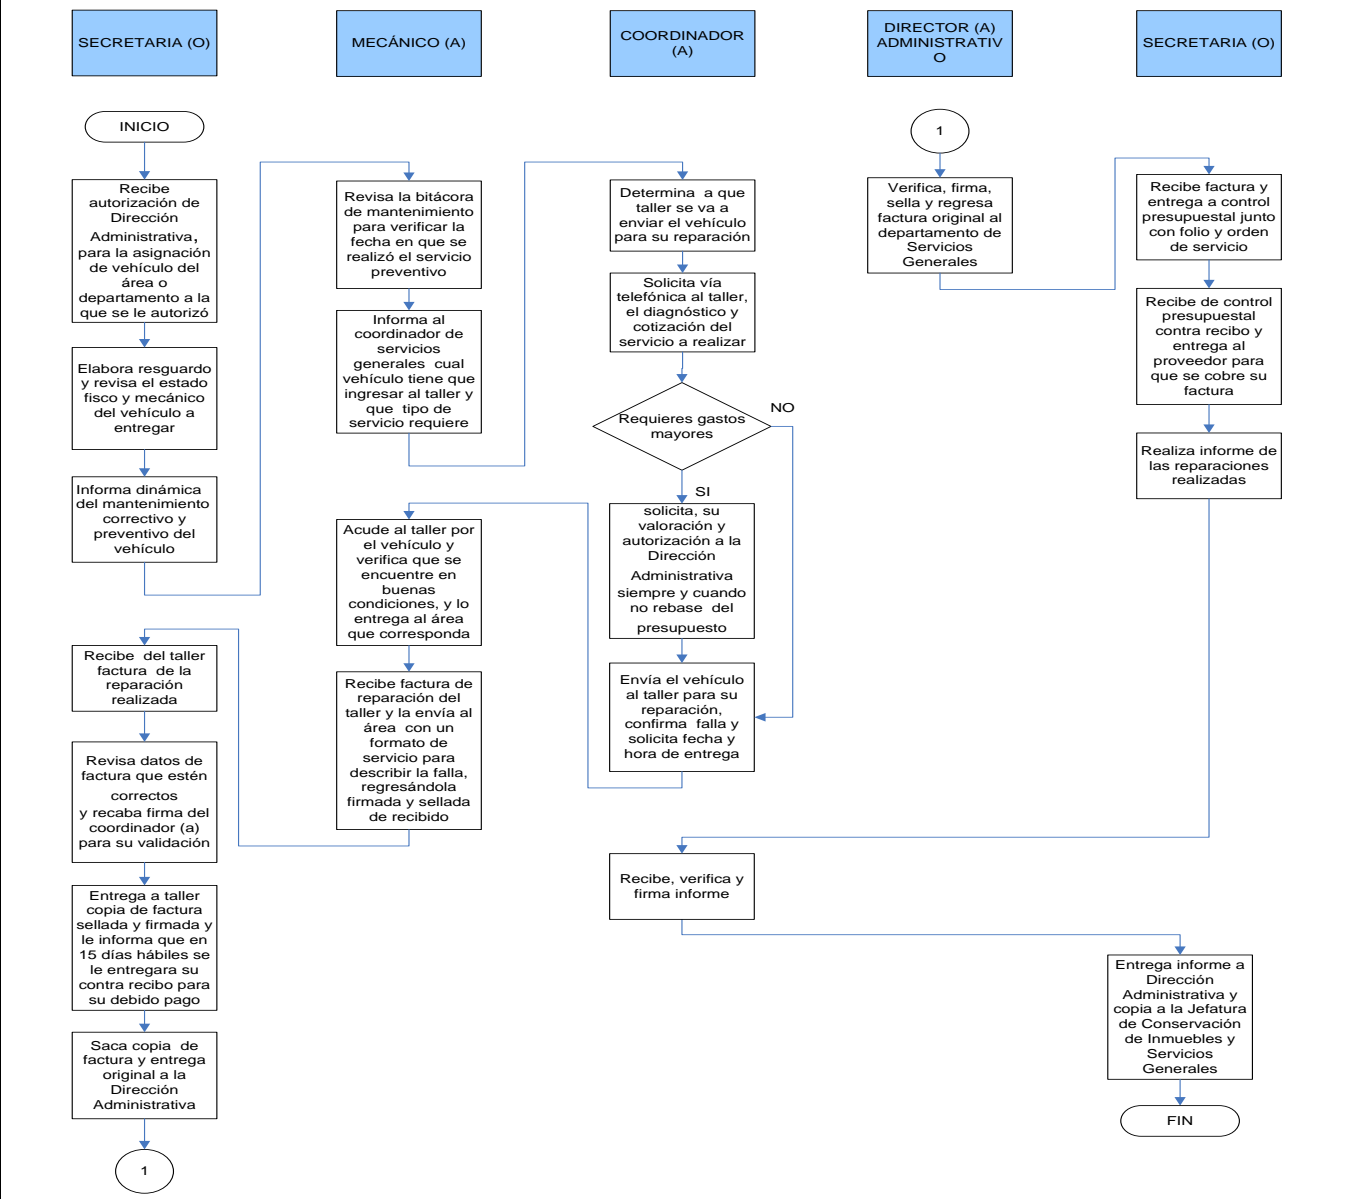 SECRETARIA (O)
MECÁNICO (A)
COORDINADOR
(A)
DIRECTOR (A)
ADMINISTRATIV
O
SECRETARIA (O)
INICIO
Recibe
autorización de
Dirección
Administrativa,
para la asignación
de vehículo del
área o
departamento a la
que se le autorizó
Elabora resguardo
y revisa el estado
fisco y mecánico
del vehículo a
entregar
Informa dinámica
del mantenimiento
correctivo y
preventivo del
vehículo
Revisa la bitácora
de mantenimiento
para verificar la
fecha en que se
realizó el servicio
preventivo
Informa al
coordinador de
servicios
generales cual
vehículo tiene que
ingresar al taller y
que tipo de
servicio requiere
Determina a que
taller se va a
enviar el vehículo
para su reparación
Solicita vía
telefónica al taller,
el diagnóstico y
cotización del
servicio a realizar
Requieres gastos
mayores
NO
SI
solicita, su
valoración y
autorización a la
Dirección
Administrativa
siempre y cuando
no rebase del
presupuesto
Envía el vehículo
al taller para su
reparación,
confirma falla y
solicita fecha y
hora de entrega
Acude al taller por
el vehículo y
verifica que se
encuentre en
buenas
condiciones, y lo
entrega al área
que corresponda
Recibe factura de
reparación del
taller y la envía al
área con un
formato de
servicio para
describir la falla,
regresándola
firmada y sellada
de recibido
Recibe del taller
factura de la
reparación
realizada
Revisa datos de
factura que estén
correctos
y recaba firma del
coordinador (a)
para su validación
Entrega a taller
copia de factura
sellada y firmada y
le informa que en
15 días hábiles se
le entregara su
contra recibo para
su debido pago
Saca copia de
factura y entrega
original a la
Dirección
Administrativa
1
1
Verifica, firma,
sella y regresa
factura original al
departamento de
Servicios
Generales
Recibe factura y
entrega a control
presupuestal junto
con folio y orden
de servicio
Recibe de control
presupuestal
contra recibo y
entrega al
proveedor para
que se cobre su
factura
Realiza informe de
las reparaciones
realizadas
Recibe, verifica y
firma informe
Entrega informe a
Dirección
Administrativa y
copia a la Jefatura
de Conservación
de Inmuebles y
Servicios
Generales
FIN